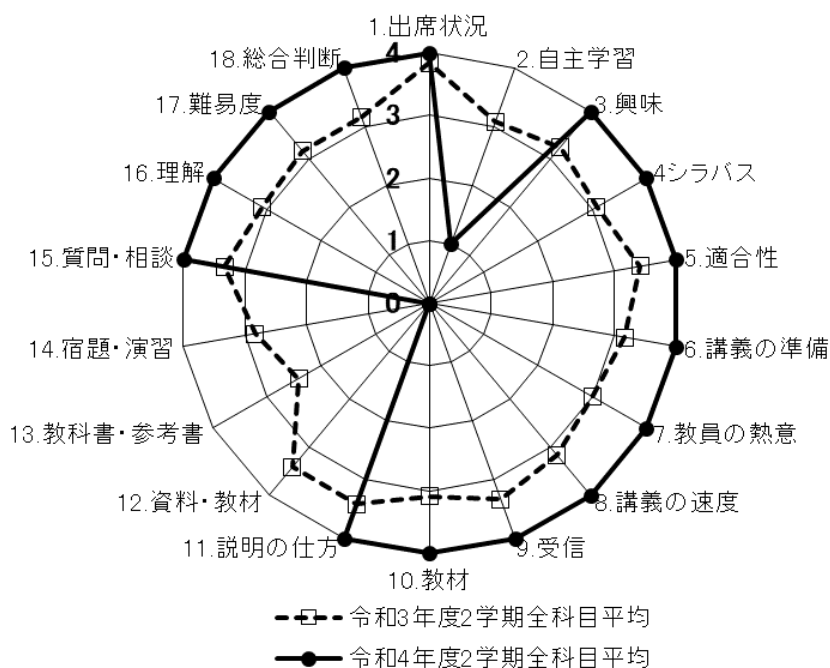 1.出席状況
2.自主学習
3.興味
4シラバス
5.適合性
6.講義の準備
7.教員の熱意
8.講義の速度
9.受信
10.教材
11.説明の仕方
12.資料・教材
13.教科書・参考書
14.宿題・演習
15.質問・相談
16.理解
17.難易度
18.総合判断
4
3
2
1
0
令和3年度2学期全科目平均
令和4年度2学期全科目平均